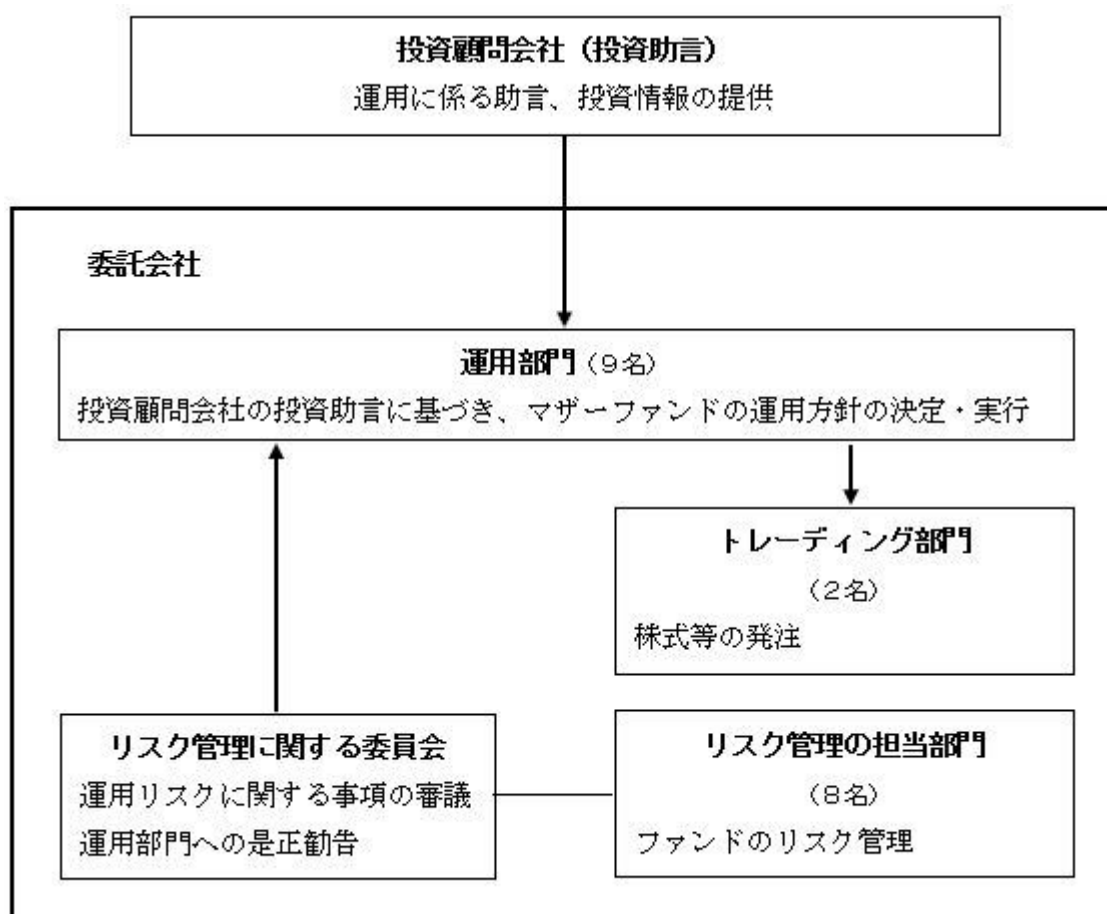 投資顧問会社（投資助言）
運用に係る助言、投資情報の提供
委託会社
運用部門（９名）
投資顧問会社の投資助言に基づき、マザーファンドの運用方針の決定・実行
トレーディング部門
（２名）
株式等の発注
リスク管理に関する委員会
運用リスクに関する事項の審議
運用部門への是正勧告
リスク管理の担当部門
（８名）
ファンドのリスク管理